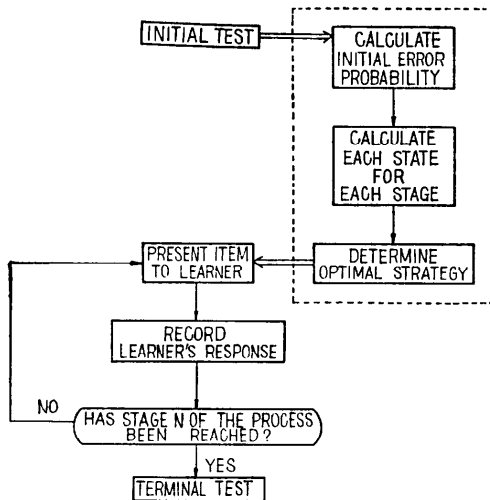 INITIAL TEST
CALCULATE
INITIAL ERROR
PROBABILITY
CALCULATE
EACH STATE
FOR
EACH STAGE
DETERMINE
OPTIMAL STRATEGY
PRESENT ITEM
TO LEARNER
RECORD
LEARNER'S RESPONSE
NO
HAS STAGE N OF THE PROCESS
BEEN REACHED?
YES
TERMINAL TEST